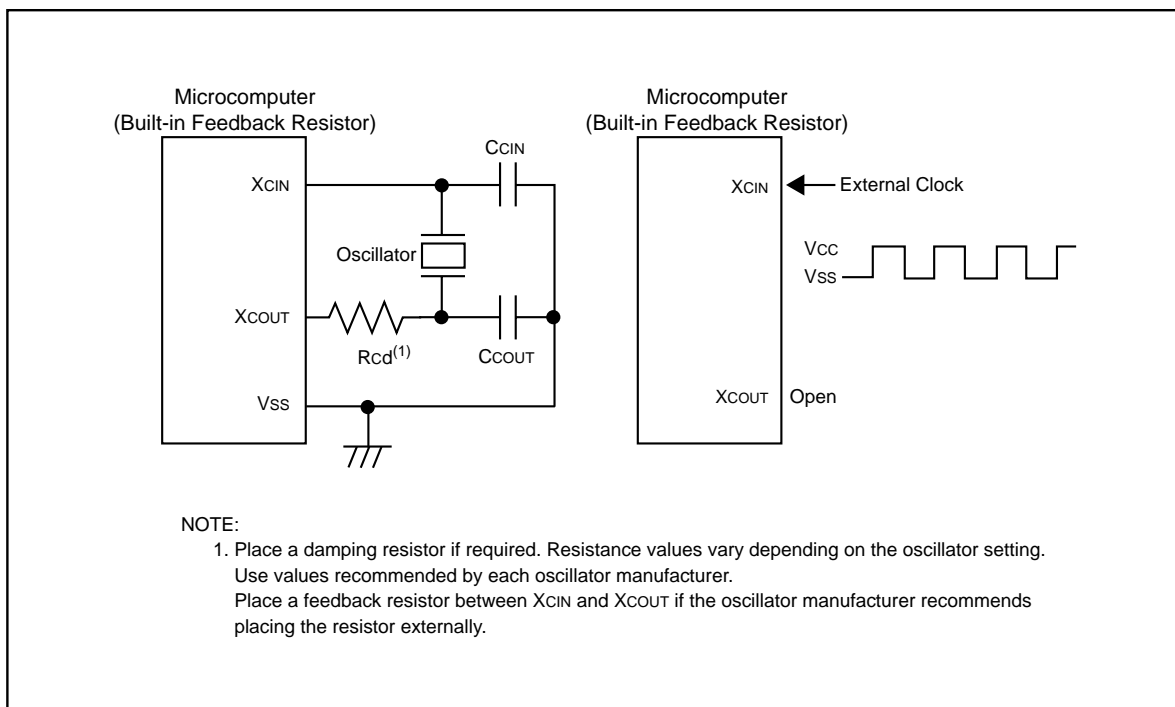 Microcomputer
(Built-in Feedback Resistor)
XCIN
CCIN
Oscillator
XCOUT
RCd(1)
CCOUT
VSS
Microcomputer
(Built-in Feedback Resistor)
XCIN
External Clock
VCC
VSS
XCOUT
Open
NOTE:
1. Place a damping resistor if required. Resistance values vary depending on the oscillator setting.
Use values recommended by each oscillator manufacturer.
Place a feedback resistor between XCIN and XCOUT if the oscillator manufacturer recommends
placing the resistor externally.